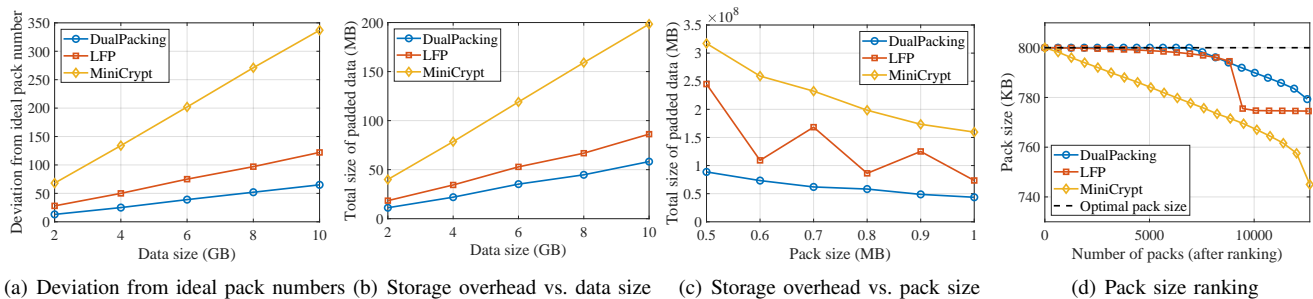 350
300
250
200
150
100
50
0
2 4 6 8 10
Data size (GB)
Deviation from ideal pack number
DualPacking
LFP
MiniCrypt
(a) Deviation from ideal pack numbers
200
150
100
50
0
2 4 6 8 10
Data size (GB)
Total size of padded data (MB)
DualPacking
LFP
MiniCrypt
(b) Storage overhead vs. data size
×10⁸
3.5
3
2.5
2
1.5
1
0.5
0
0.5 0.6 0.7 0.8 0.9 1
Pack size (MB)
Total size of padded data (MB)
DualPacking
LFP
MiniCrypt
(c) Storage overhead vs. pack size
800
780
760
740
0 5000 10000
Number of packs (after ranking)
Pack size (KB)
DualPacking
LFP
MiniCrypt
Optimal pack size
(d) Pack size ranking